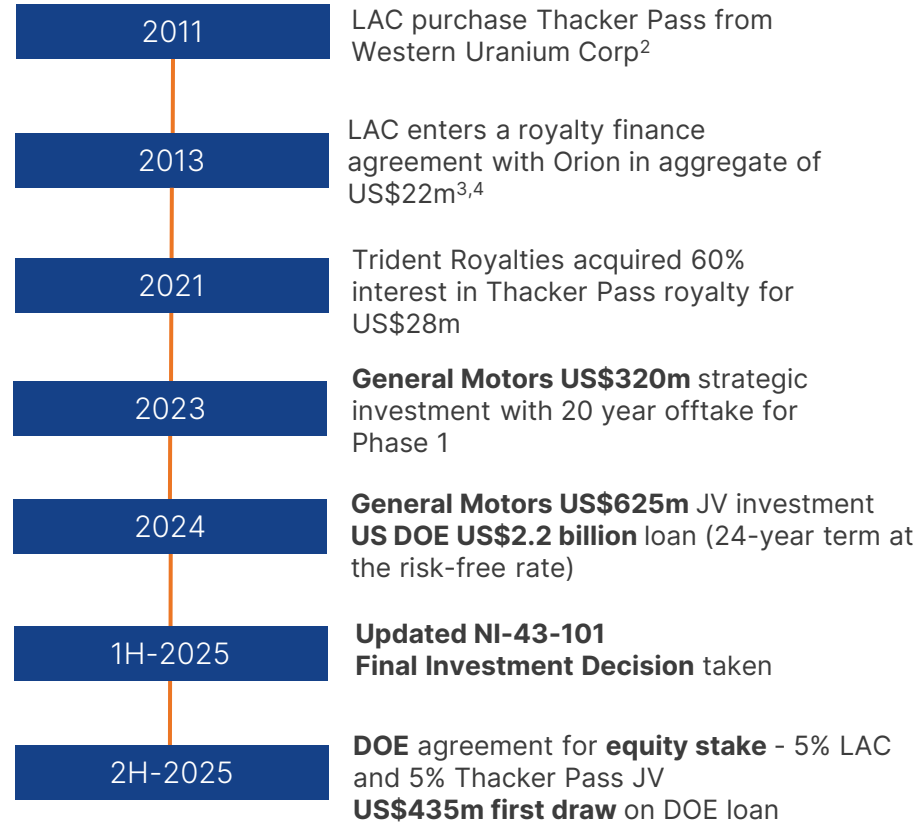 2011
LAC purchase Thacker Pass from
Western Uranium Corp2
2013
LAC enters a royalty finance
agreement with Orion in aggregate of
US$22m3,4
2021
Trident Royalties acquired 60%
interest in Thacker Pass royalty for
US$28m
2023
General Motors US$320m strategic
investment with 20 year offtake for
Phase 1
2024
General Motors US$625m JV investment
US DOE US$2.2 billion loan (24-year term at
the risk-free rate)
1H-2025
Updated NI-43-101
Final Investment Decision taken
2H-2025
DOE agreement for equity stake - 5% LAC
and 5% Thacker Pass JV
US$435m first draw on DOE loan